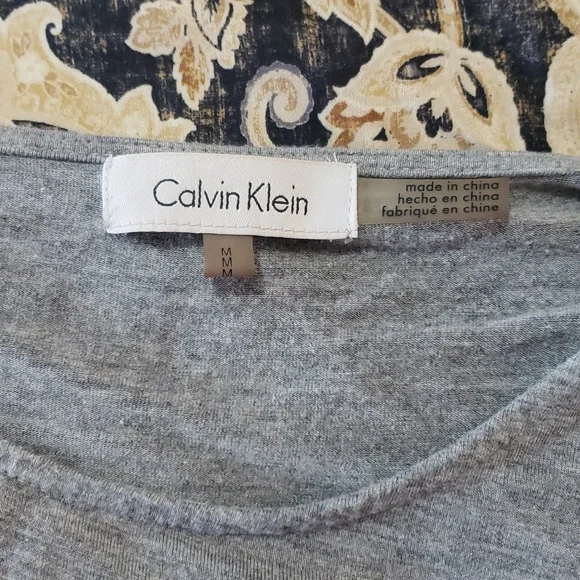 Calvin Klein
made in china
hecho en china
fabriqué en chine
M
M
M